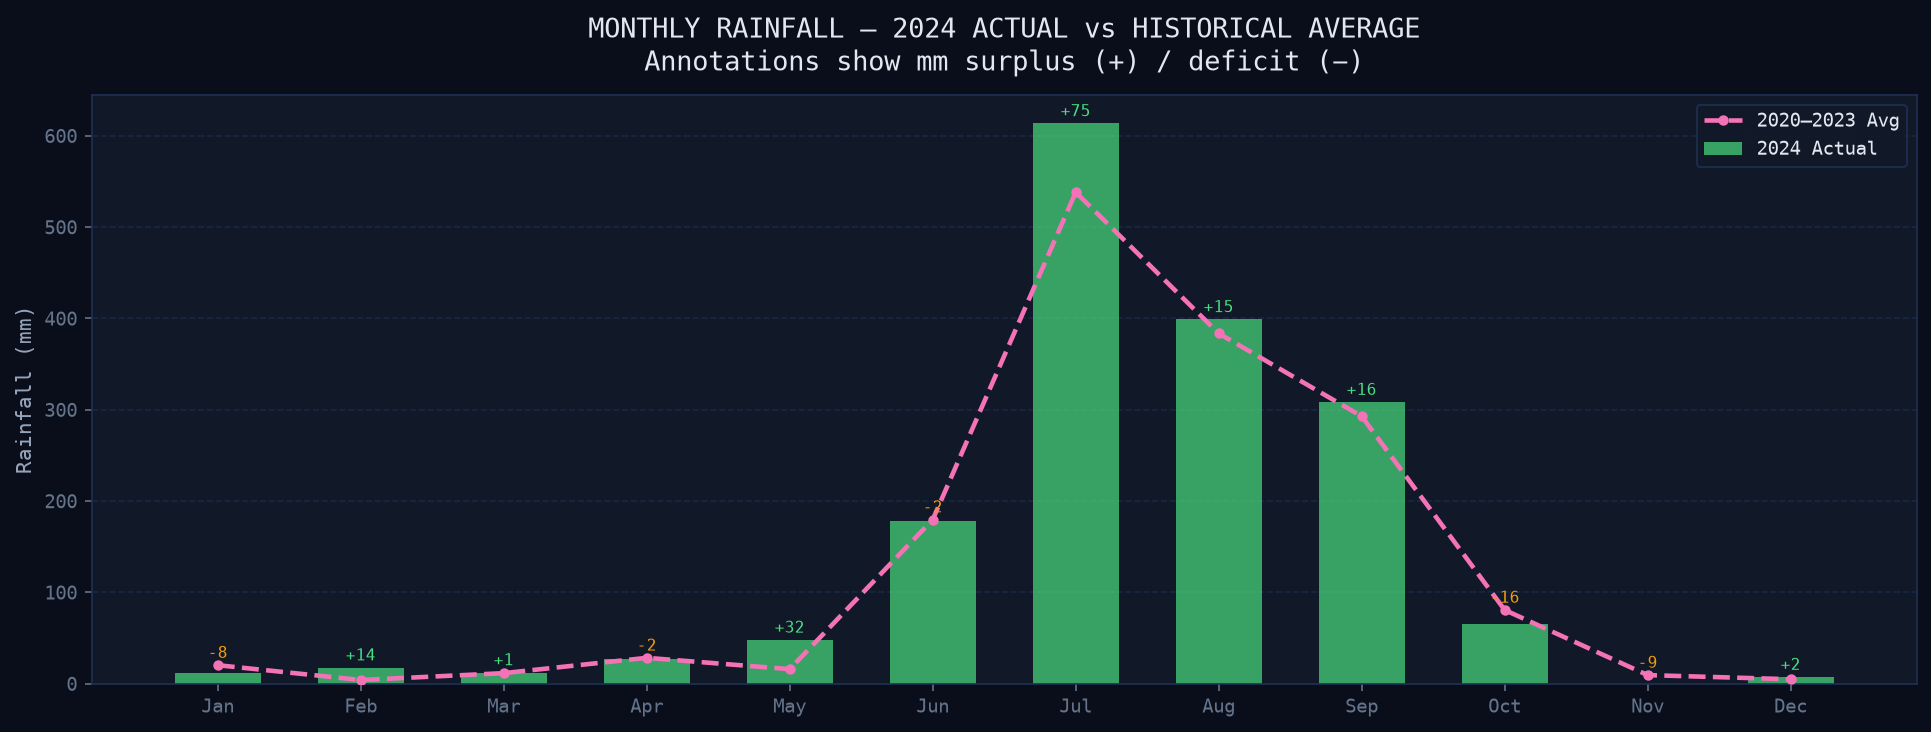 MONTHLY RAINFALL — 2024 ACTUAL vs HISTORICAL AVERAGE
Annotations show mm surplus (+) / deficit (−)
2020–2023 Avg
2024 Actual
Rainfall (mm)
600
500
400
300
200
100
0
-8
+14
+1
-2
+32
-2
+75
+15
+16
16
-9
+2
Jan
Feb
Mar
Apr
May
Jun
Jul
Aug
Sep
Oct
Nov
Dec